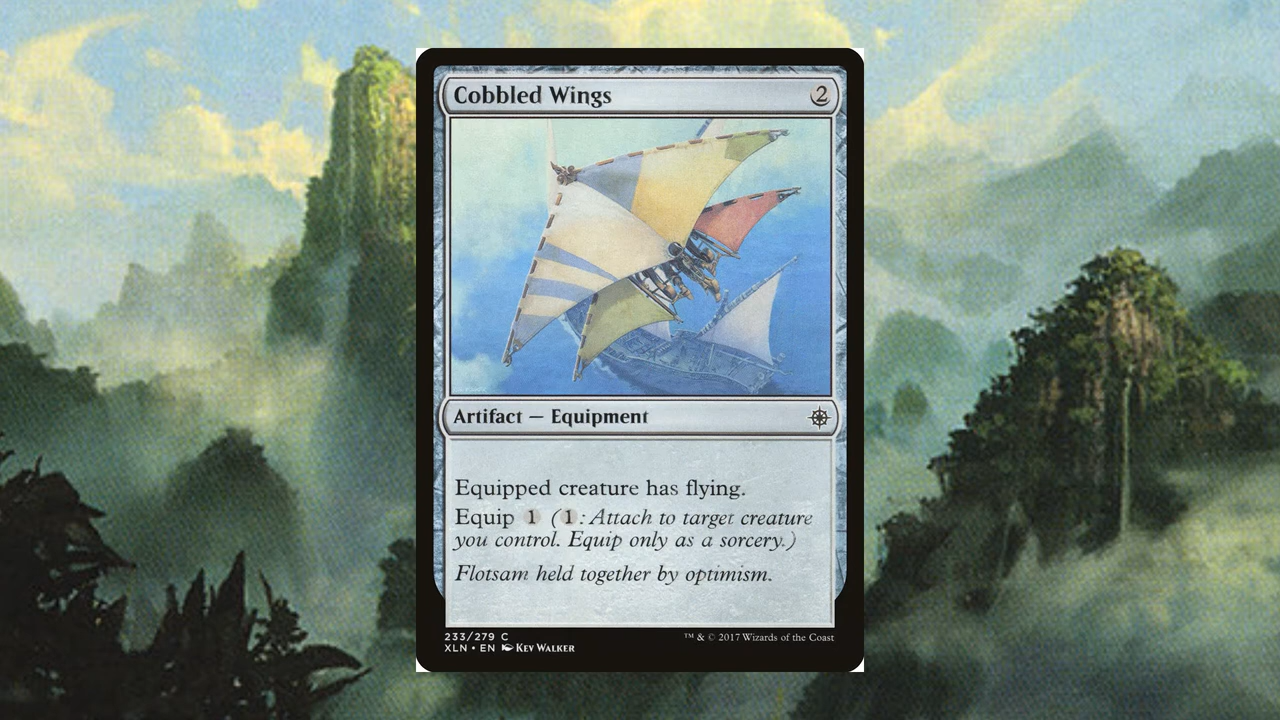 Cobbled Wings 2
Artifact — Equipment
Equipped creature has flying.
Equip 1 (1: Attach to target creature
you control. Equip only as a sorcery.)
Flotsam held together by optimism.
233/279 C
XLN • EN Kev Walker
™ & © 2017 Wizards of the Coast